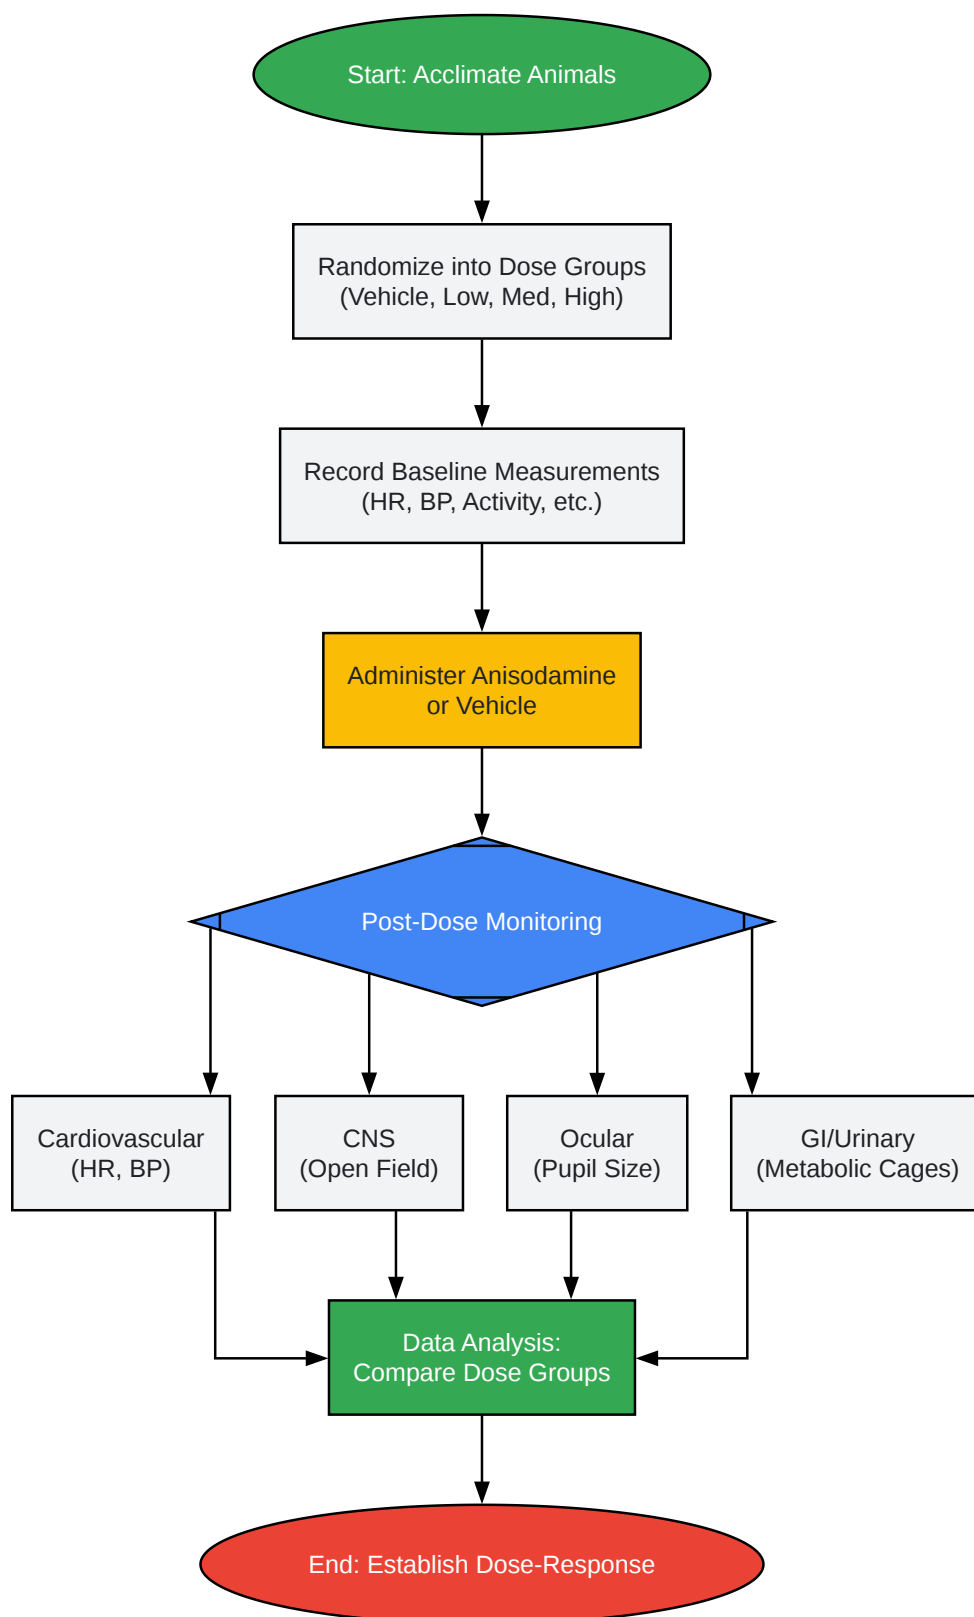 Start: Acclimate Animals
Randomize into Dose Groups
(Vehicle, Low, Med, High)
Record Baseline Measurements
(HR, BP, Activity, etc.)
Administer Anisodamine
or Vehicle
Post-Dose Monitoring
Cardiovascular
(HR, BP)
CNS
(Open Field)
Ocular
(Pupil Size)
GI/Urinary
(Metabolic Cages)
Data Analysis:
Compare Dose Groups
End: Establish Dose-Response